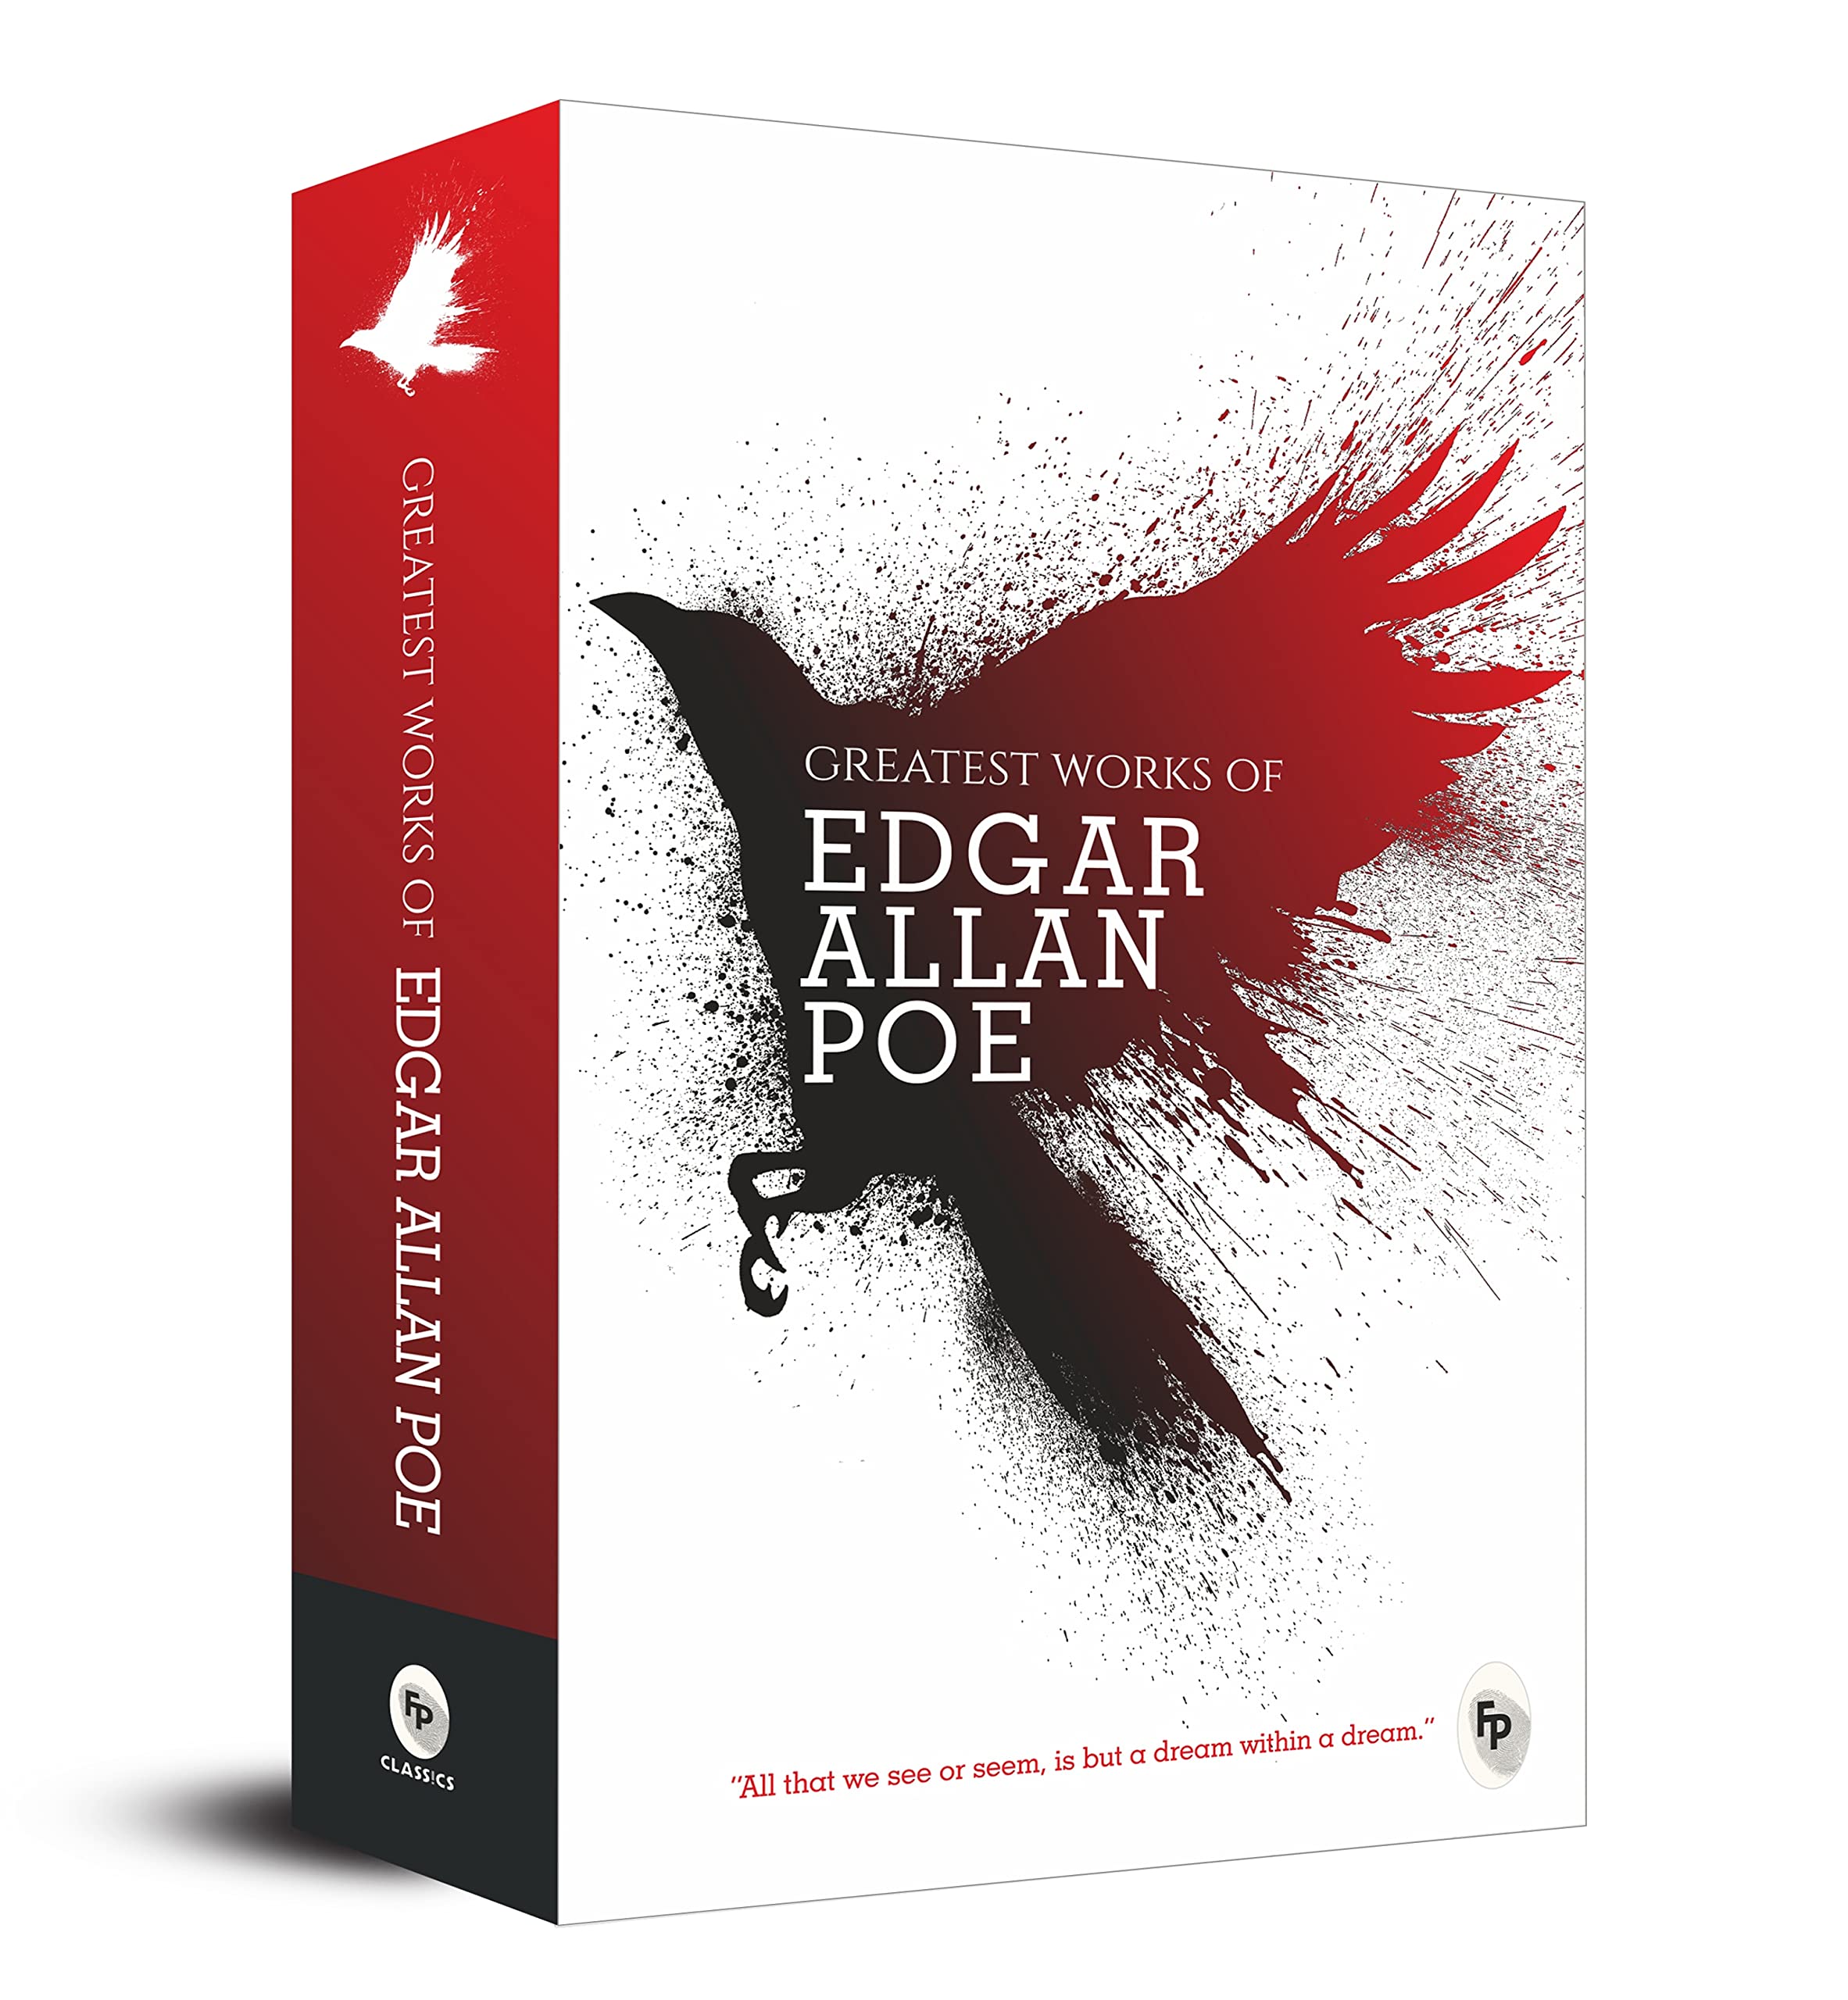 GREATEST WORKS OF EDGAR ALLAN POE
FP
CLASSICS
GREATEST WORKS OF
EDGAR
ALLAN
POE
"All that we see or seem, is but a dream within a dream."
FP